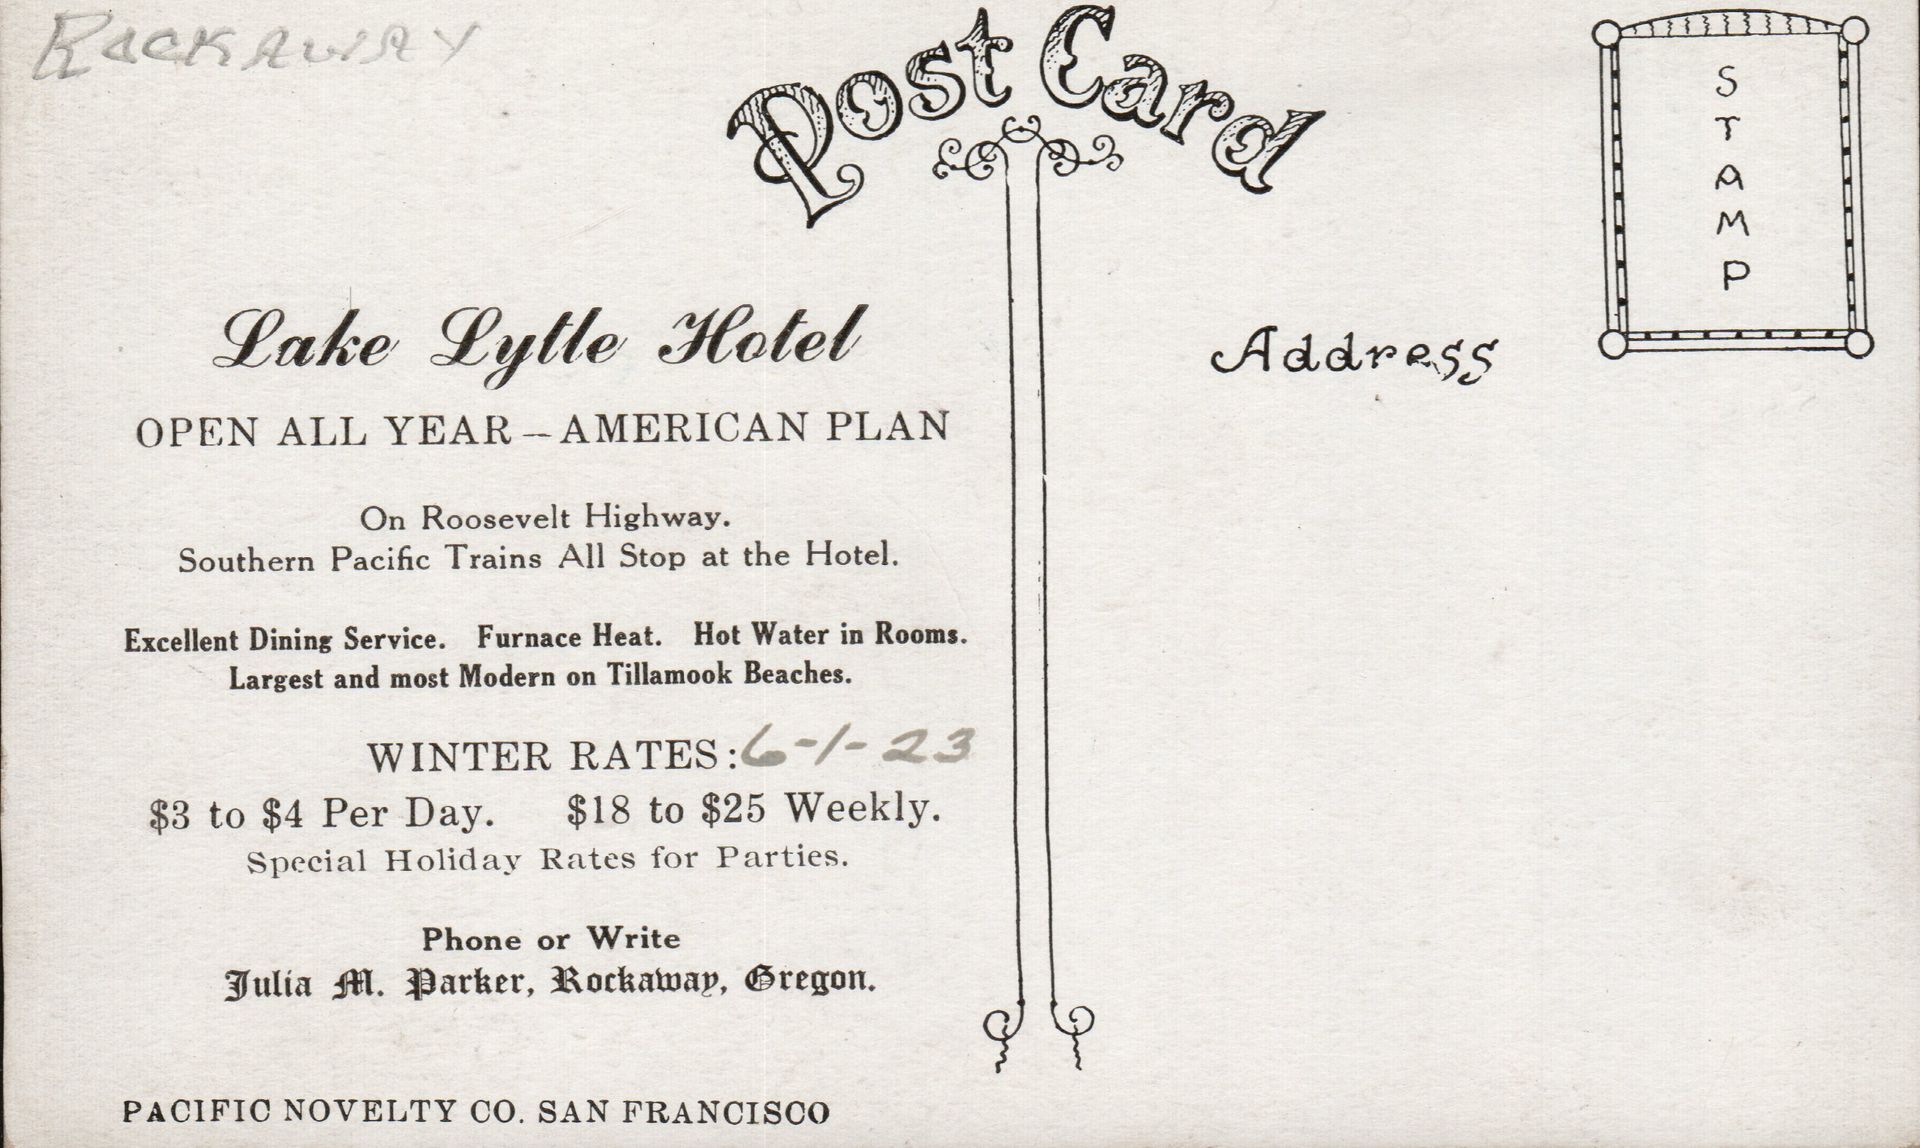 Rockaway
Post Card
STAMP
Lake Lytle Hotel
OPEN ALL YEAR – AMERICAN PLAN
On Roosevelt Highway.
Southern Pacific Trains All Stop at the Hotel.
Excellent Dining Service. Furnace Heat. Hot Water in Rooms.
Largest and most Modern on Tillamook Beaches.
WINTER RATES: 6-1-23
$3 to $4 Per Day. $18 to $25 Weekly.
Special Holiday Rates for Parties.
Phone or Write
Julia M. Parker, Rockaway, Oregon.
PACIFIC NOVELTY CO. SAN FRANCISCO
Address